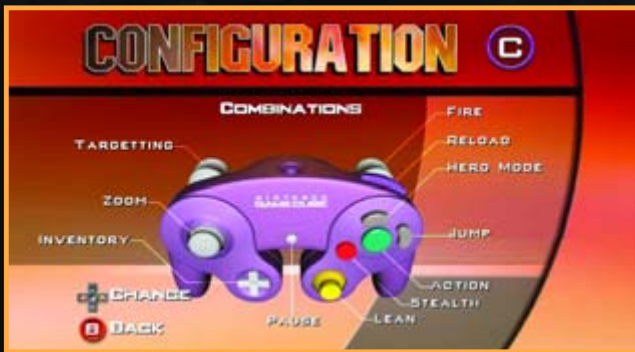 CONFIGURATION C
COMBINATIONS
FIRE
TARGETTING
RELOAD
HERO MODE
ZOOM
NINTENDO
GAMECUBE
INVENTORY
JUMP
ACTION
CHANGE
STEALTH
PAUSE
LEAN
B BACK